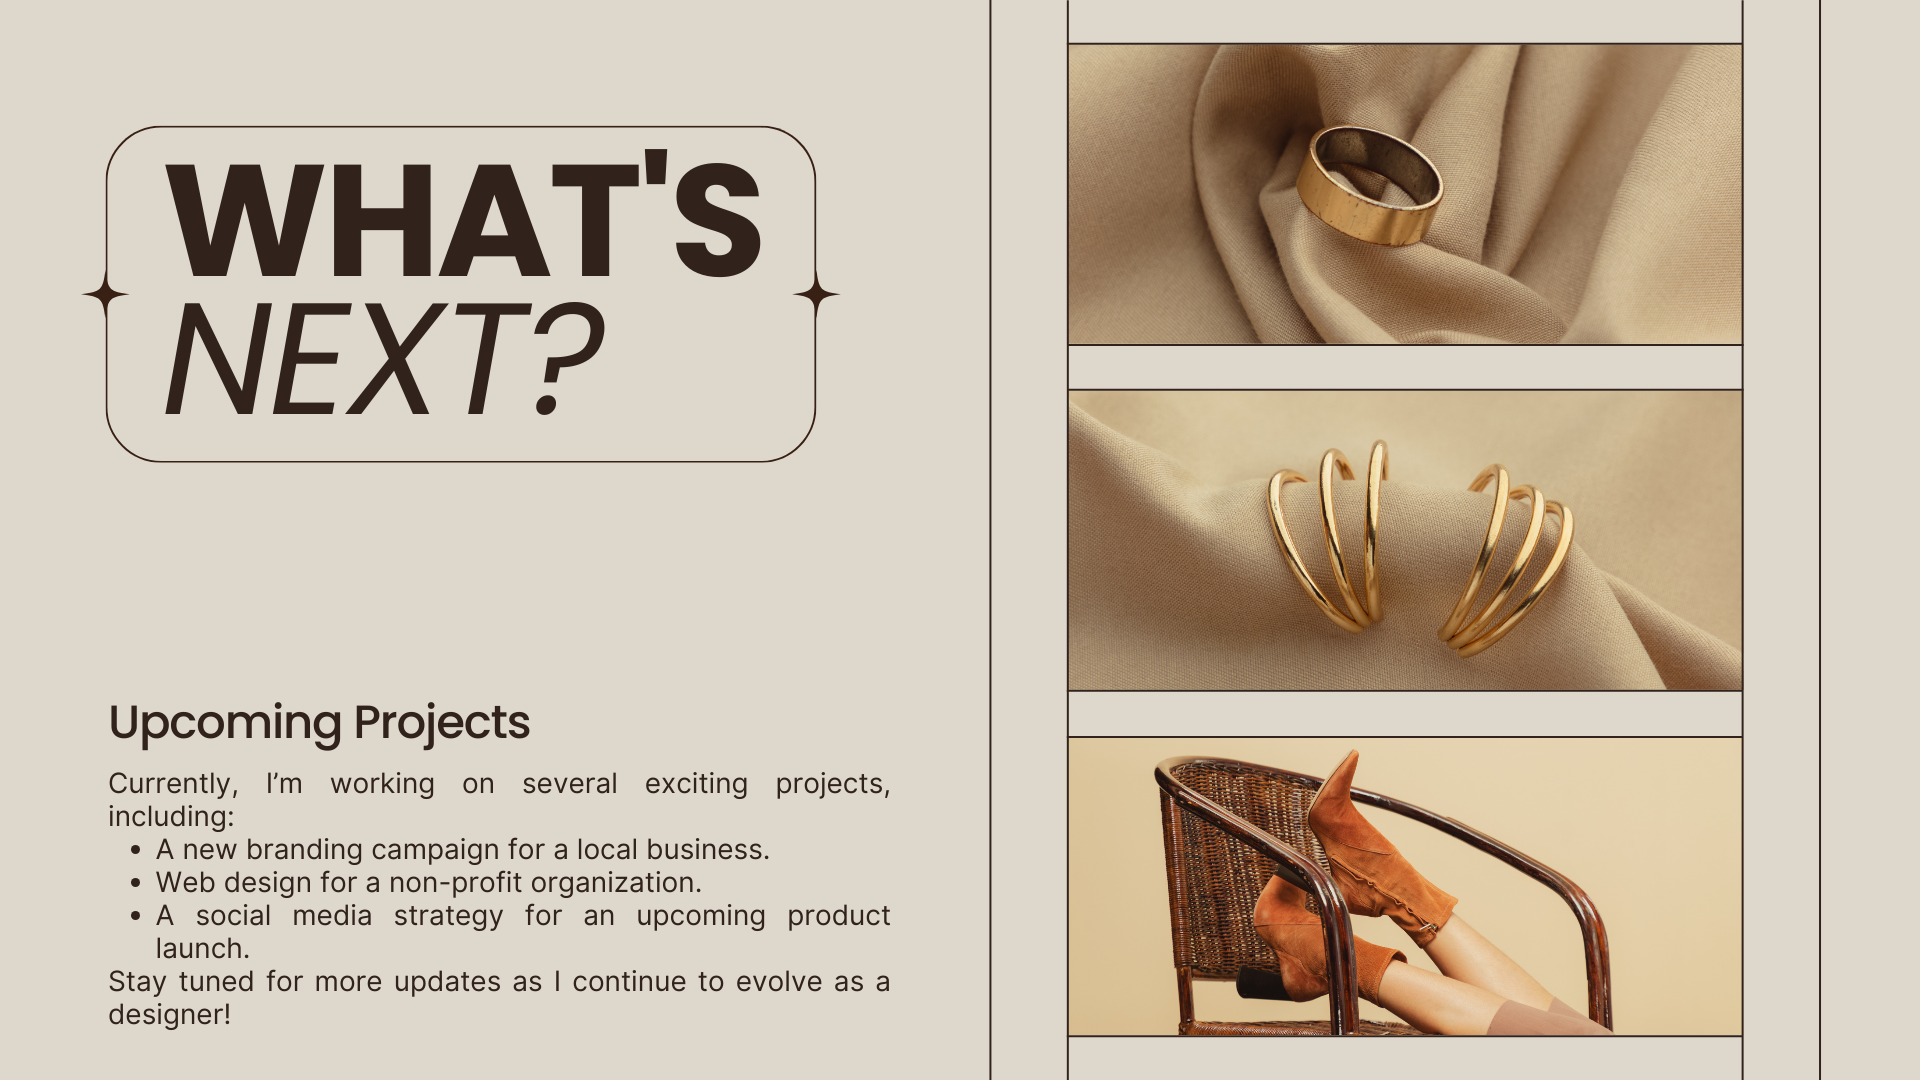 WHAT'S
NEXT?
Upcoming Projects
Currently, I’m working on several exciting projects,
including:
• A new branding campaign for a local business.
• Web design for a non-profit organization.
• A social media strategy for an upcoming product
launch.
Stay tuned for more updates as I continue to evolve as a
designer!